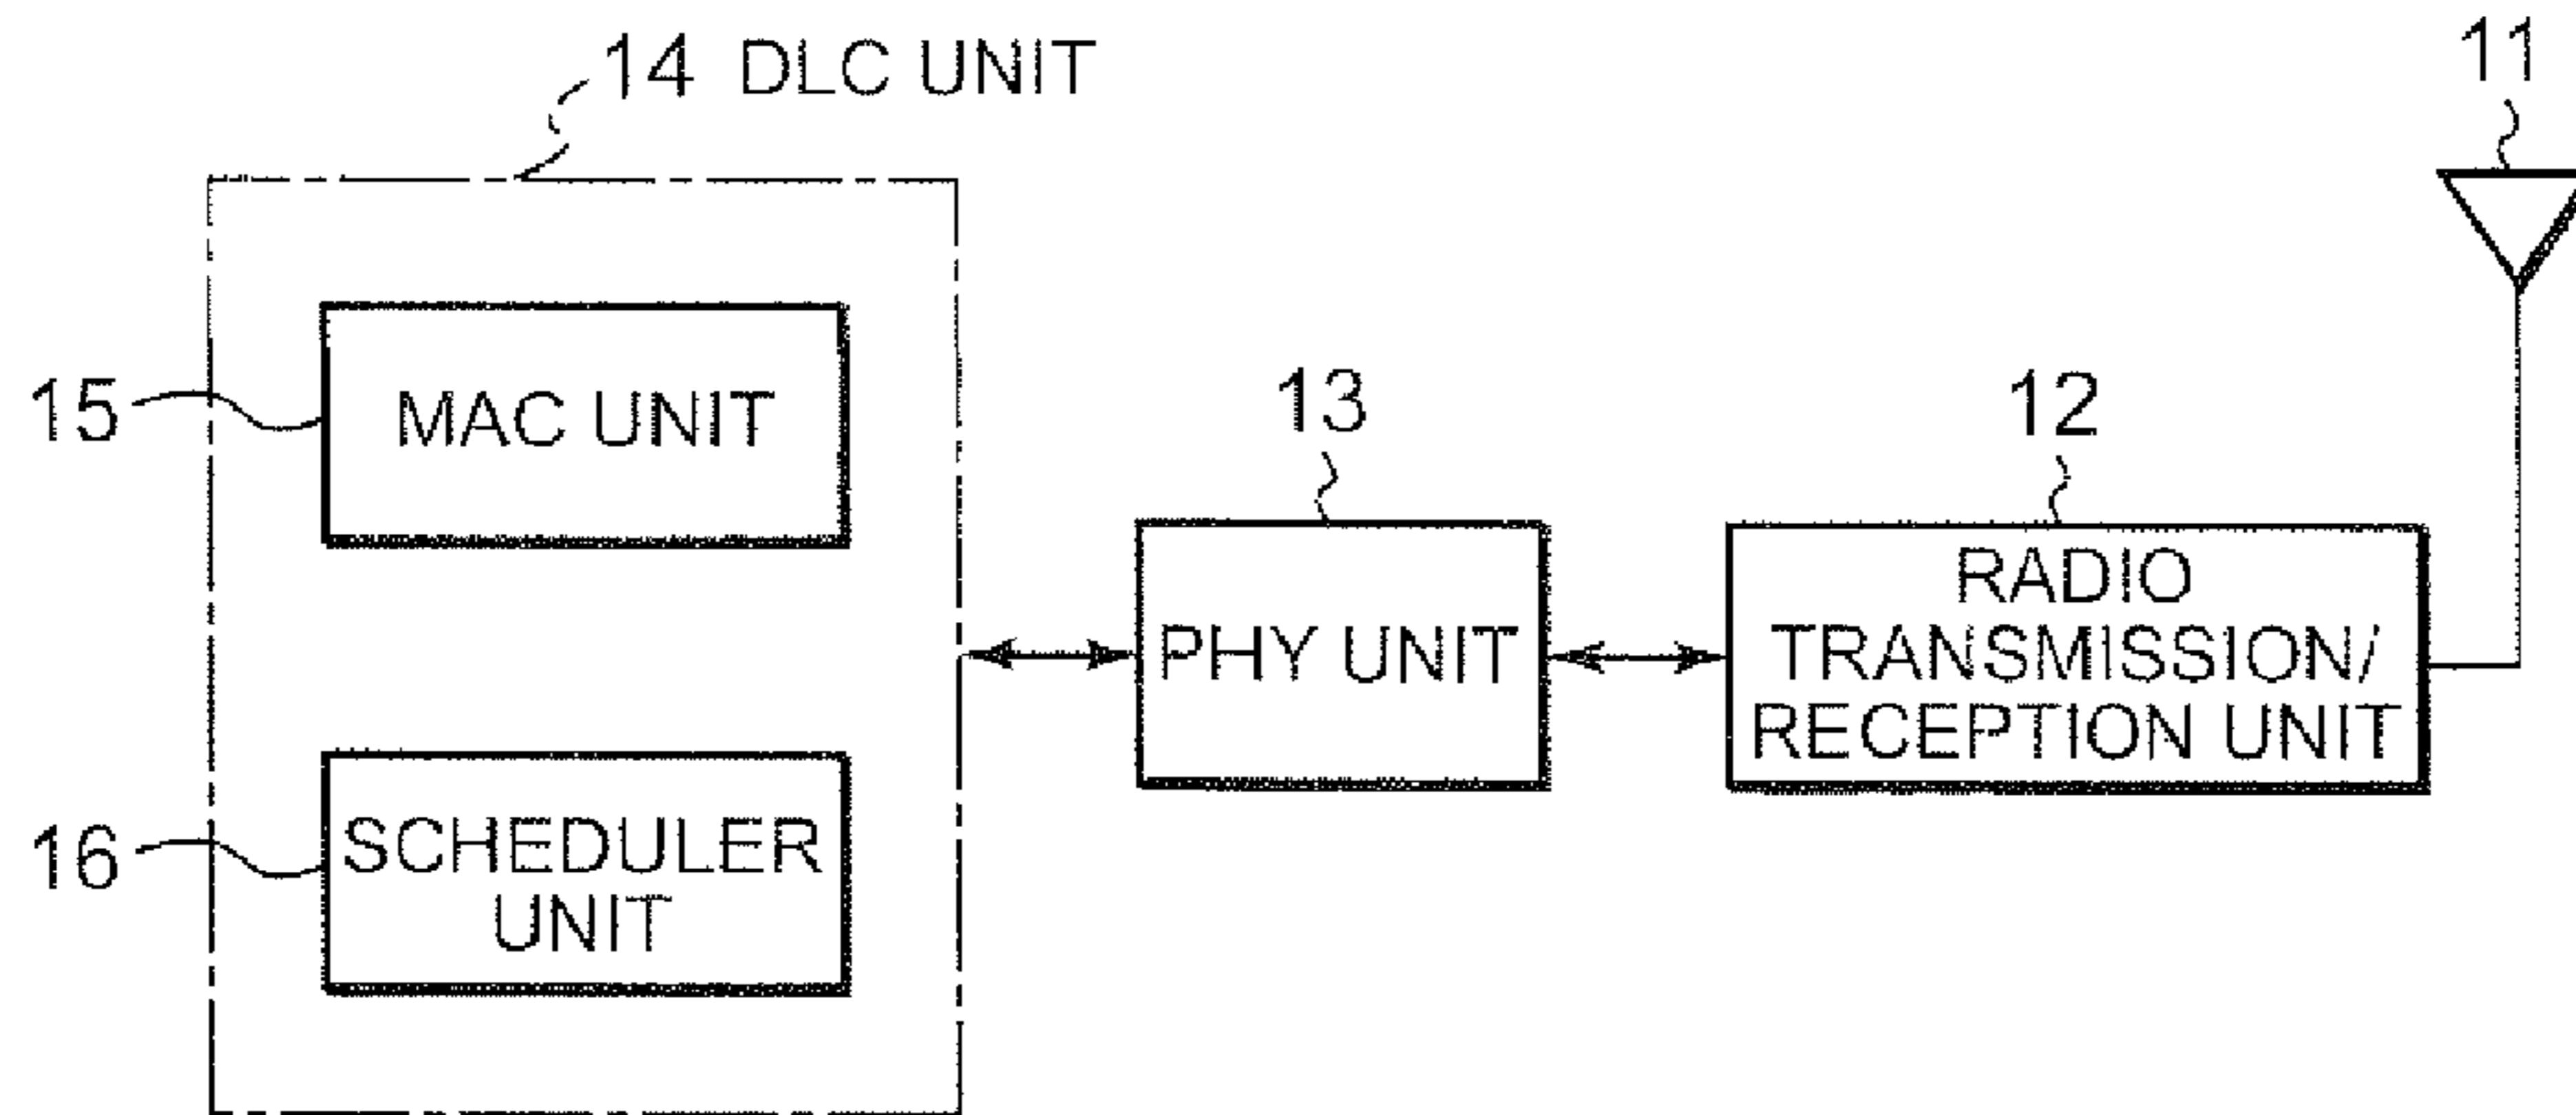 14 DLC UNIT
11
15
MAC UNIT
13
12
PHY UNIT
RADIO
TRANSMISSION/
RECEPTION UNIT
16
SCHEDULER
UNIT